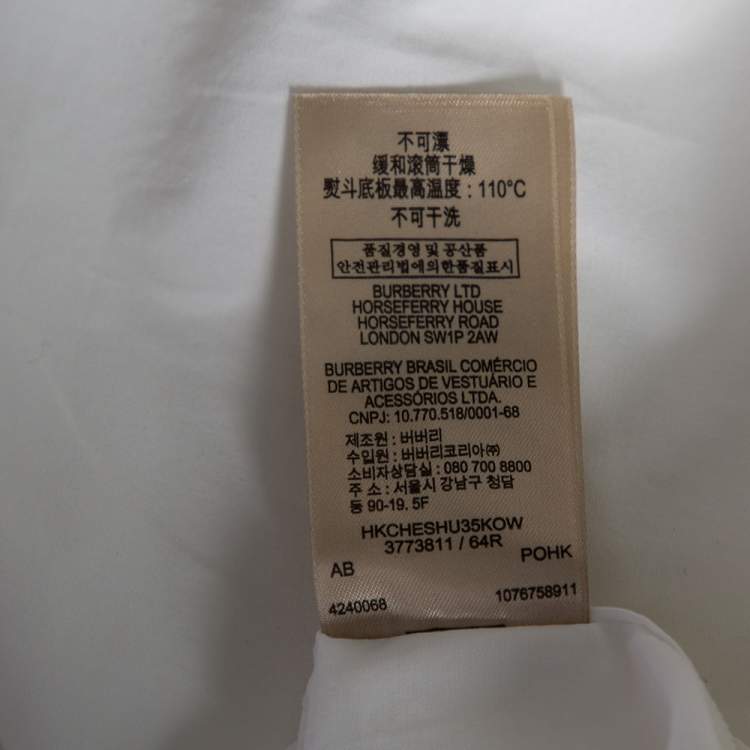 不可漂
缓和滚筒干燥
熨斗底板最高温度 : 110°C
不可干洗
품질경영 및 공산품
안전관리법에의한품질표시
BURBERRY LTD
HORSEFERRY HOUSE
HORSEFERRY ROAD
LONDON SW1P 2AW
BURBERRY BRASIL COMÉRCIO
DE ARTIGOS DE VESTUÁRIO E
ACESSÓRIOS LTDA.
CNPJ: 10.770.518/0001-68
제조원 : 버버리
수입원 : 버버리코리아㈜
소비자상담실 : 080 700 8800
주 소 : 서울시 강남구 청담
동 90-19. 5F
HKCHESHU35KOW
3773811 / 64R
AB POHK
4240068 1076758911